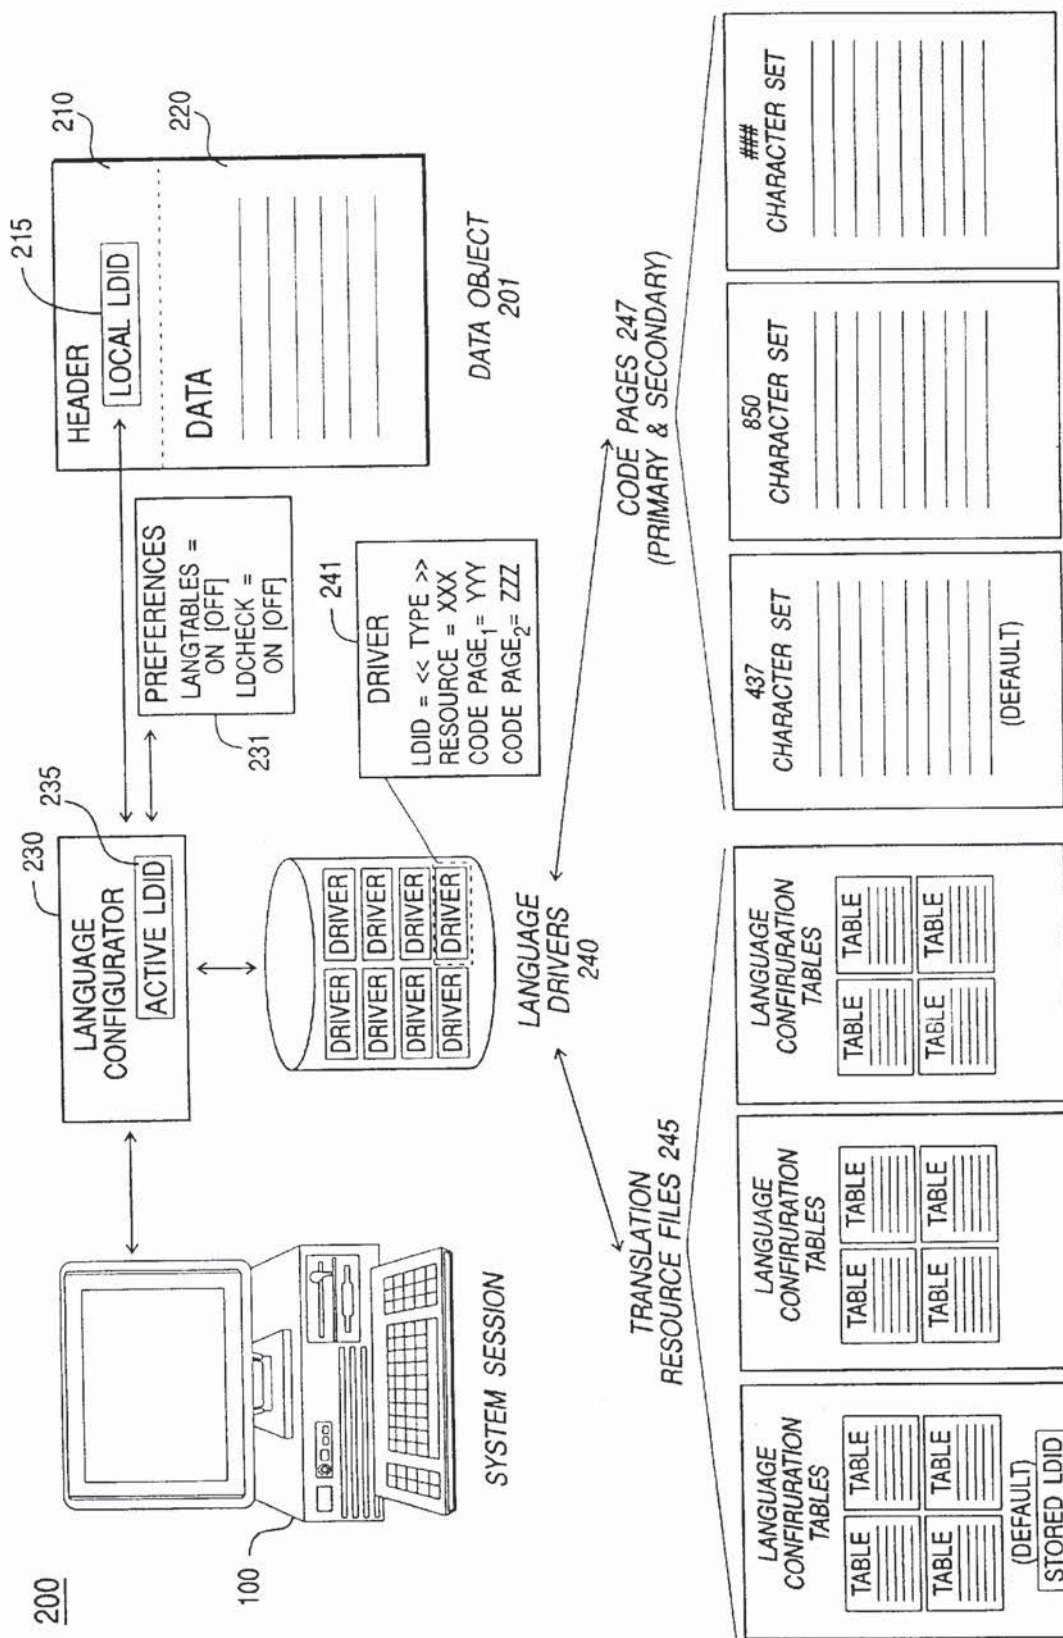 200
100
SYSTEM SESSION
230
LANGUAGE
CONFIGURATOR
235
ACTIVE LDID
231
PREFERENCES
LANGTABLES =
ON [OFF]
LDCHECK =
ON [OFF]
215
210
220
HEADER
LOCAL LDID
DATA
DATA OBJECT
201
DRIVER DRIVER
DRIVER DRIVER
DRIVER DRIVER
DRIVER DRIVER
LANGUAGE
DRIVERS
240
241
DRIVER
LDID = << TYPE >>
RESOURCE = XXX
CODE PAGE1= YYY
CODE PAGE2= ZZZ
TRANSLATION
RESOURCE FILES 245
CODE PAGES 247
(PRIMARY & SECONDARY)
LANGUAGE
CONFIRURATION
TABLES
TABLE TABLE
TABLE TABLE
(DEFAULT)
STORED LDID
LANGUAGE
CONFIRURATION
TABLES
TABLE TABLE
TABLE TABLE
LANGUAGE
CONFIRURATION
TABLES
TABLE TABLE
TABLE TABLE
437
CHARACTER SET
(DEFAULT)
850
CHARACTER SET
###
CHARACTER SET